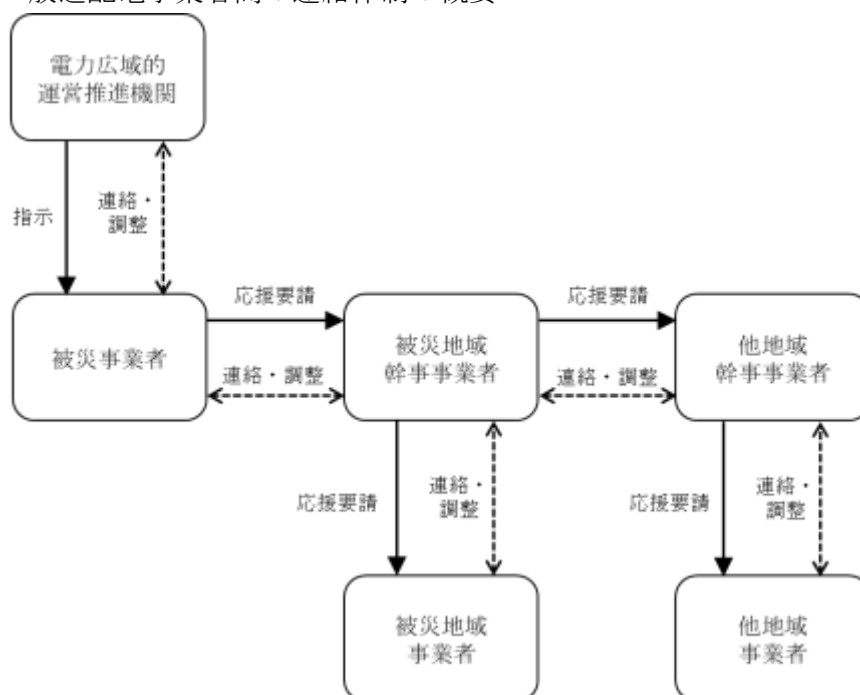 電力広域的
運営推進機関
指示
連絡・
調整
応援要請
応援要請
被災事業者
被災地域
幹事事業者
他地域
幹事事業者
連絡・調整
連絡・調整
応援要請
連絡・
調整
応援要請
連絡・
調整
被災地域
事業者
他地域
事業者